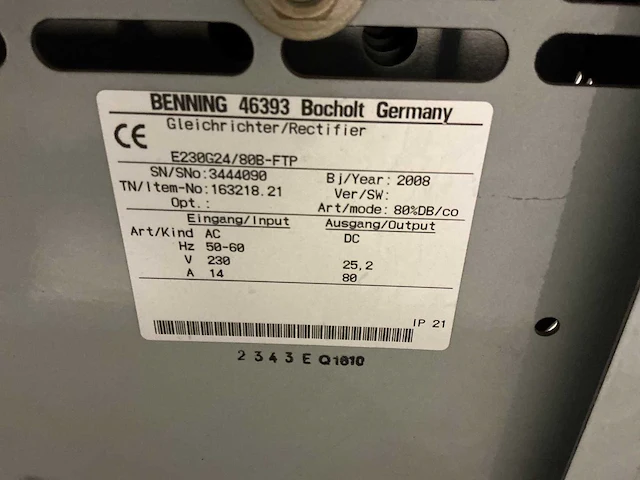 BENNING 46393 Bocholt Germany
CE Gleichrichter/Rectifier
E230G24/80B-FTP
SN/SNo:3444090 Bj/Year: 2008
TN/Item-No:163218.21 Ver/SW:
Opt.: Art/mode: 80%DB/co
Eingang/Input Ausgang/Output
Art/Kind AC DC
Hz 50-60
V 230 25,2
A 14 80
IP 21
2343E Q1610